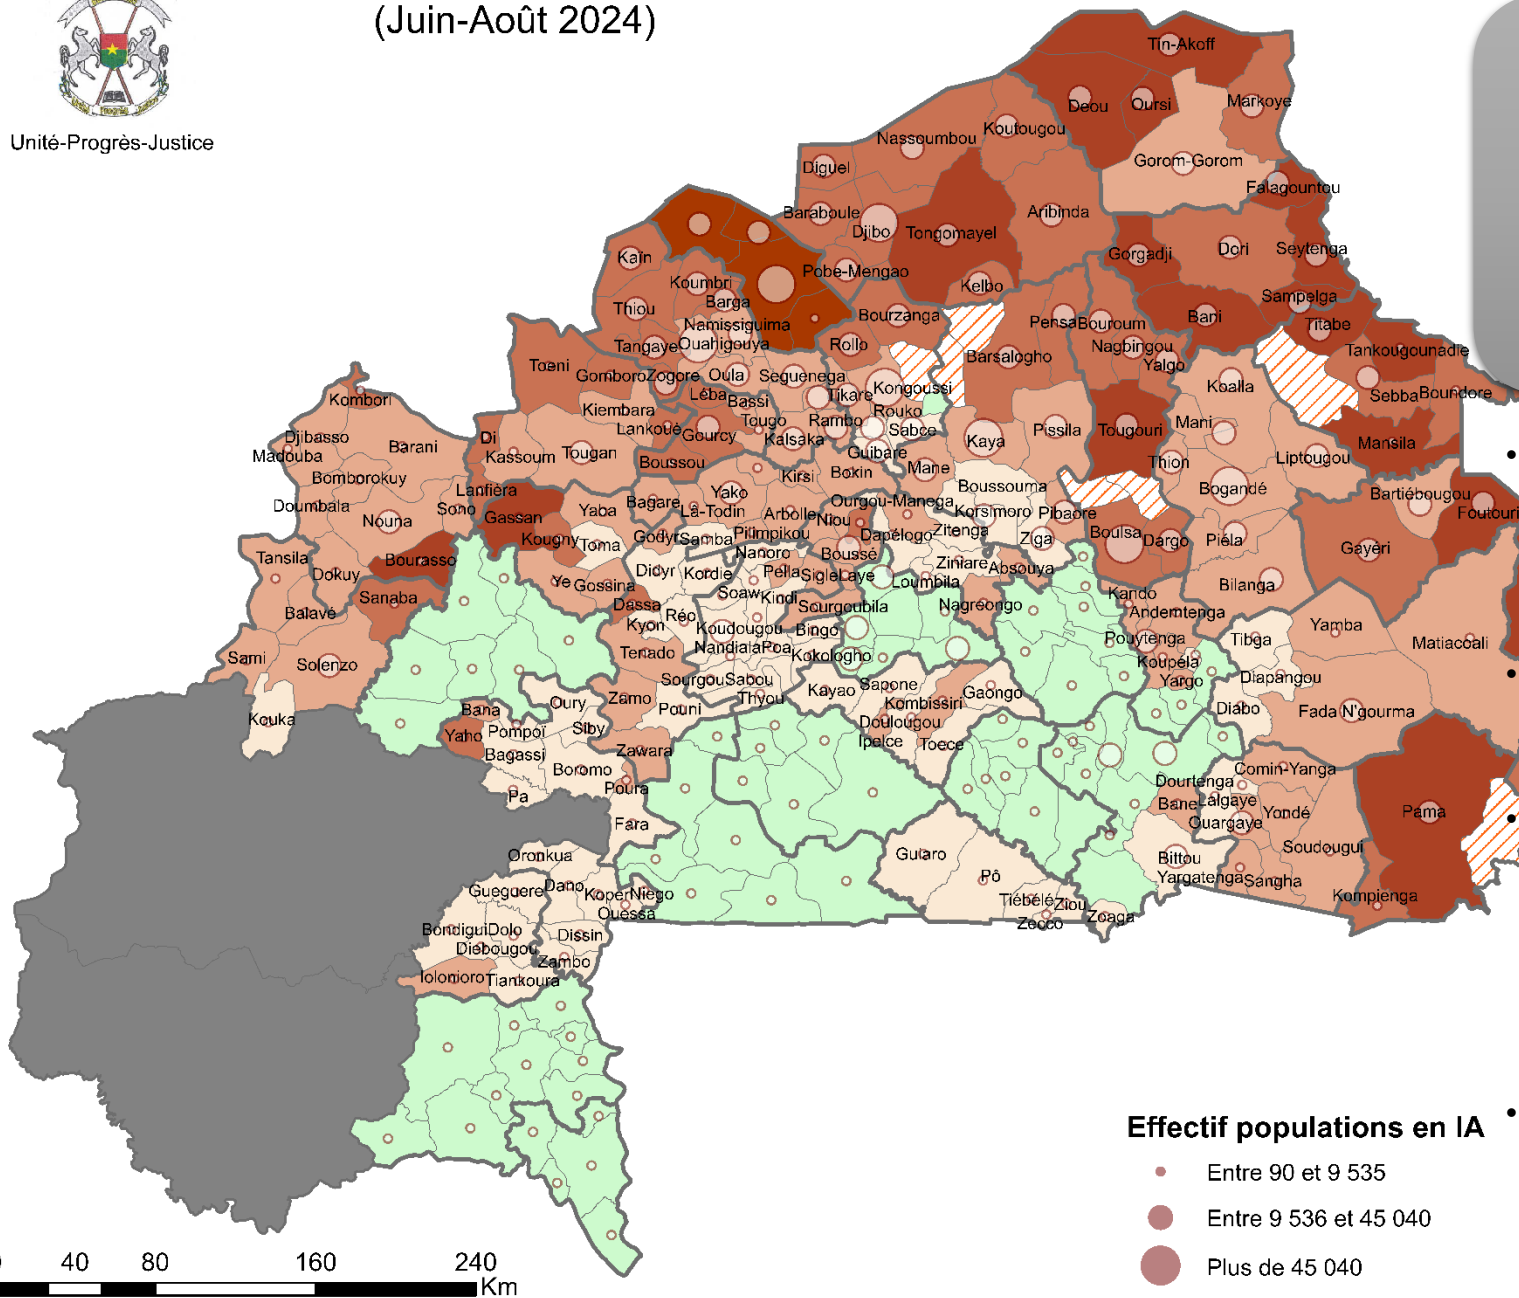 (Juin-Août 2024)
Unité-Progrès-Justice
Tin-Akoff
Deou
Oursi
Markoye
Koutougou
Nassoumbou
Diguel
Gorom-Gorom
Falagountou
Baraboule
Djibo
Tongomayel
Aribinda
Dori
Seytenga
Gorgadji
Kaïn
Koumbri
Pobe-Mengao
Kelbo
Sampelga
Barga
Thiou
Bourzanga
Pensa
Bouroum
Bani
Titabe
Namissiguima
Ouahigouya
Tangaye
Rollo
Barsalogho
Nagbingou
Yalgo
Tankougounadie
Toeni
Gomboro
Zogore
Oula
Seguenega
Kongoussi
Koalla
Sebba
Boundore
Kombori
Léba
Bassi
Tikare
Rouko
Kiembara
Lankoué
Gourcy
Tougo
Rambo
Sabce
Kalsaka
Kaya
Pissila
Tougouri
Mani
Mansila
Djibasso
Madouba
Barani
Di
Kassoum
Tougan
Boussou
Guibare
Mane
Thion
Liptougou
Bomborokuy
Kirsi
Bokin
Boussouma
Bogandé
Bartiébougou
Foutouri
Lanfiera
Doumbala
Nouna
Sono
Gassan
Yaba
Bagare
Yako
La-Todin
Arbolle
Niou
Ourgou-Manega
Korsimoro
Pibaore
Kougny
Toma
Samba
Pilimpikou
Dapélogo
Zitenga
Ziga
Boulsa
Dargo
Piéla
Gayéri
Tansila
Dokuy
Bourasso
Nanoro
Boussé
Ziniare
Absouya
Ye
Gossina
Didyr
Kordie
Pella
Sigle
Laye
Loumbila
Bilanga
Balavé
Sanaba
Dassa
Soaw
Kindi
Sourgoubila
Nagreongo
Kando
Andemtenga
Kyon
Réo
Koudougou
Bingo
Pouytenga
Tibga
Yamba
Matiacoali
Sami
Solenzo
Tenado
Nandiala
Poa
Kokologho
Koupéla
Yargo
Diapangou
Sourgou
Sabou
Thyou
Kayao
Sapone
Gaongo
Kouka
Bana
Oury
Zamo
Pouni
Kombissiri
Diabo
Fada N'gourma
Yaho
Pompoï
Siby
Doulougou
Ipelce
Toece
Bagassi
Zawara
Boromo
Poura
Pa
Dourtenga
Comin-Yanga
Bane
Lalgaye
Yondé
Ouargaye
Pama
Fara
Guiaro
Bittou
Soudougui
Oronkua
Pô
Yargatenga
Sangha
Gueguere
Dano
Koper
Niego
Ouessa
Tiébélé
Ziou
Zecco
Zoaga
Kompienga
Bondigui
Dolo
Dissin
Diebougou
Zambo
Iolonioro
Tiankoura
Effectif populations en IA
Entre 90 et 9 535
Entre 9 536 et 45 040
Plus de 45 040
40 80 160 240
Km